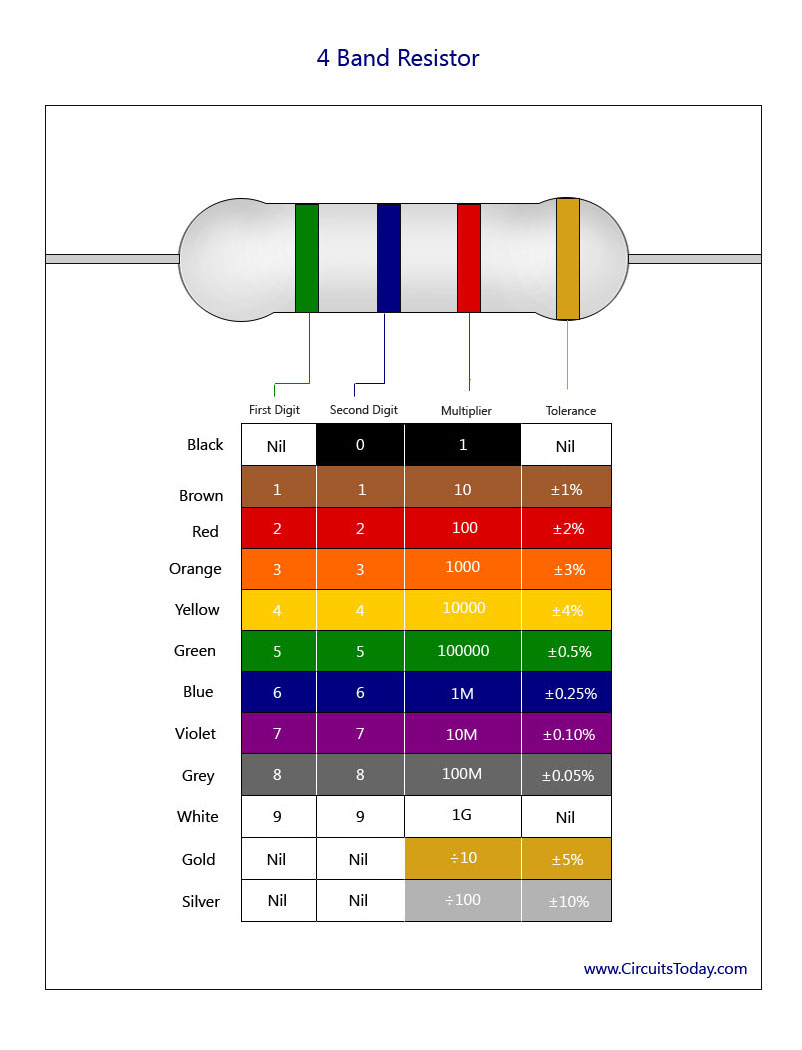 4 Band Resistor
First Digit Second Digit Multiplier Tolerance
Black Nil 0 1 Nil
Brown 1 1 10 ±1%
Red 2 2 100 ±2%
Orange 3 3 1000 ±3%
Yellow 4 4 10000 ±4%
Green 5 5 100000 ±0.5%
Blue 6 6 1M ±0.25%
Violet 7 7 10M ±0.10%
Grey 8 8 100M ±0.05%
White 9 9 1G Nil
Gold Nil Nil ÷10 ±5%
Silver Nil Nil ÷100 ±10%
www.CircuitsToday.com